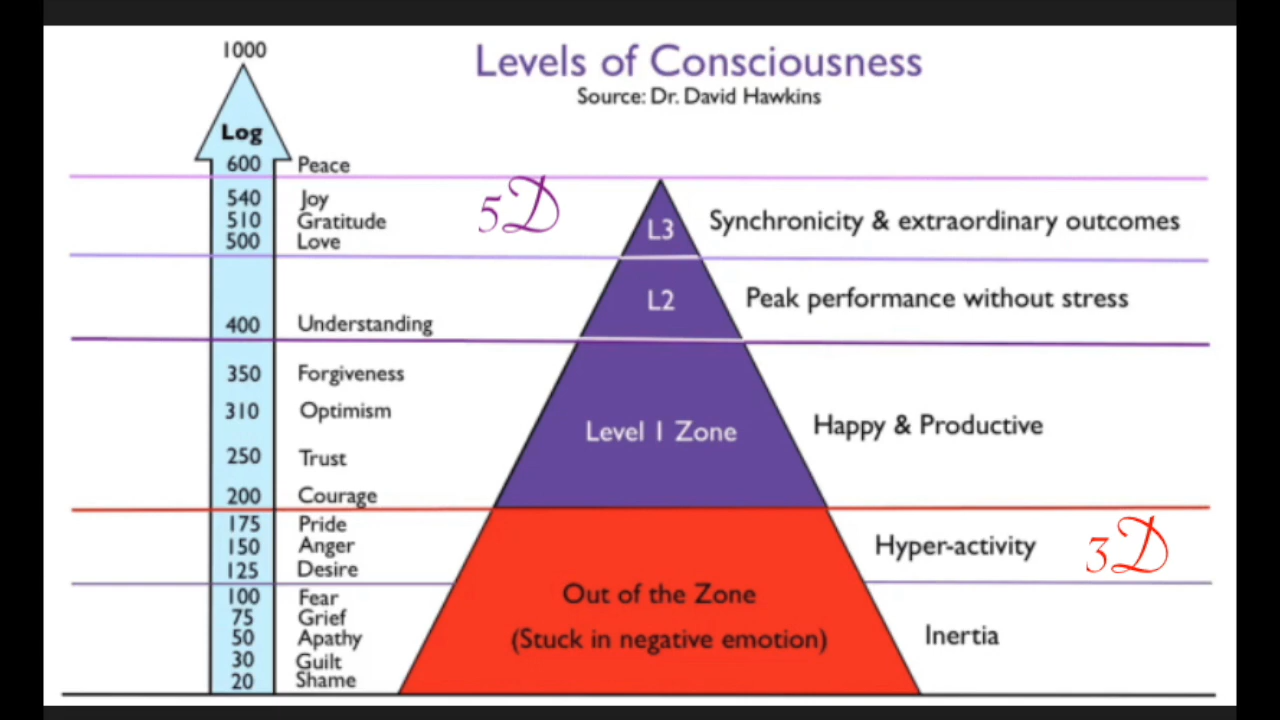 1000
Levels of Consciousness
Source: Dr. David Hawkins
Log
600 Peace
540 Joy
510 Gratitude
500 Love
5D
L3
Synchronicity & extraordinary outcomes
L2
Peak performance without stress
400 Understanding
350 Forgiveness
310 Optimism
250 Trust
200 Courage
Level 1 Zone
Happy & Productive
175 Pride
150 Anger
125 Desire
Hyper-activity
3D
100 Fear
75 Grief
50 Apathy
30 Guilt
20 Shame
Out of the Zone
(Stuck in negative emotion)
Inertia